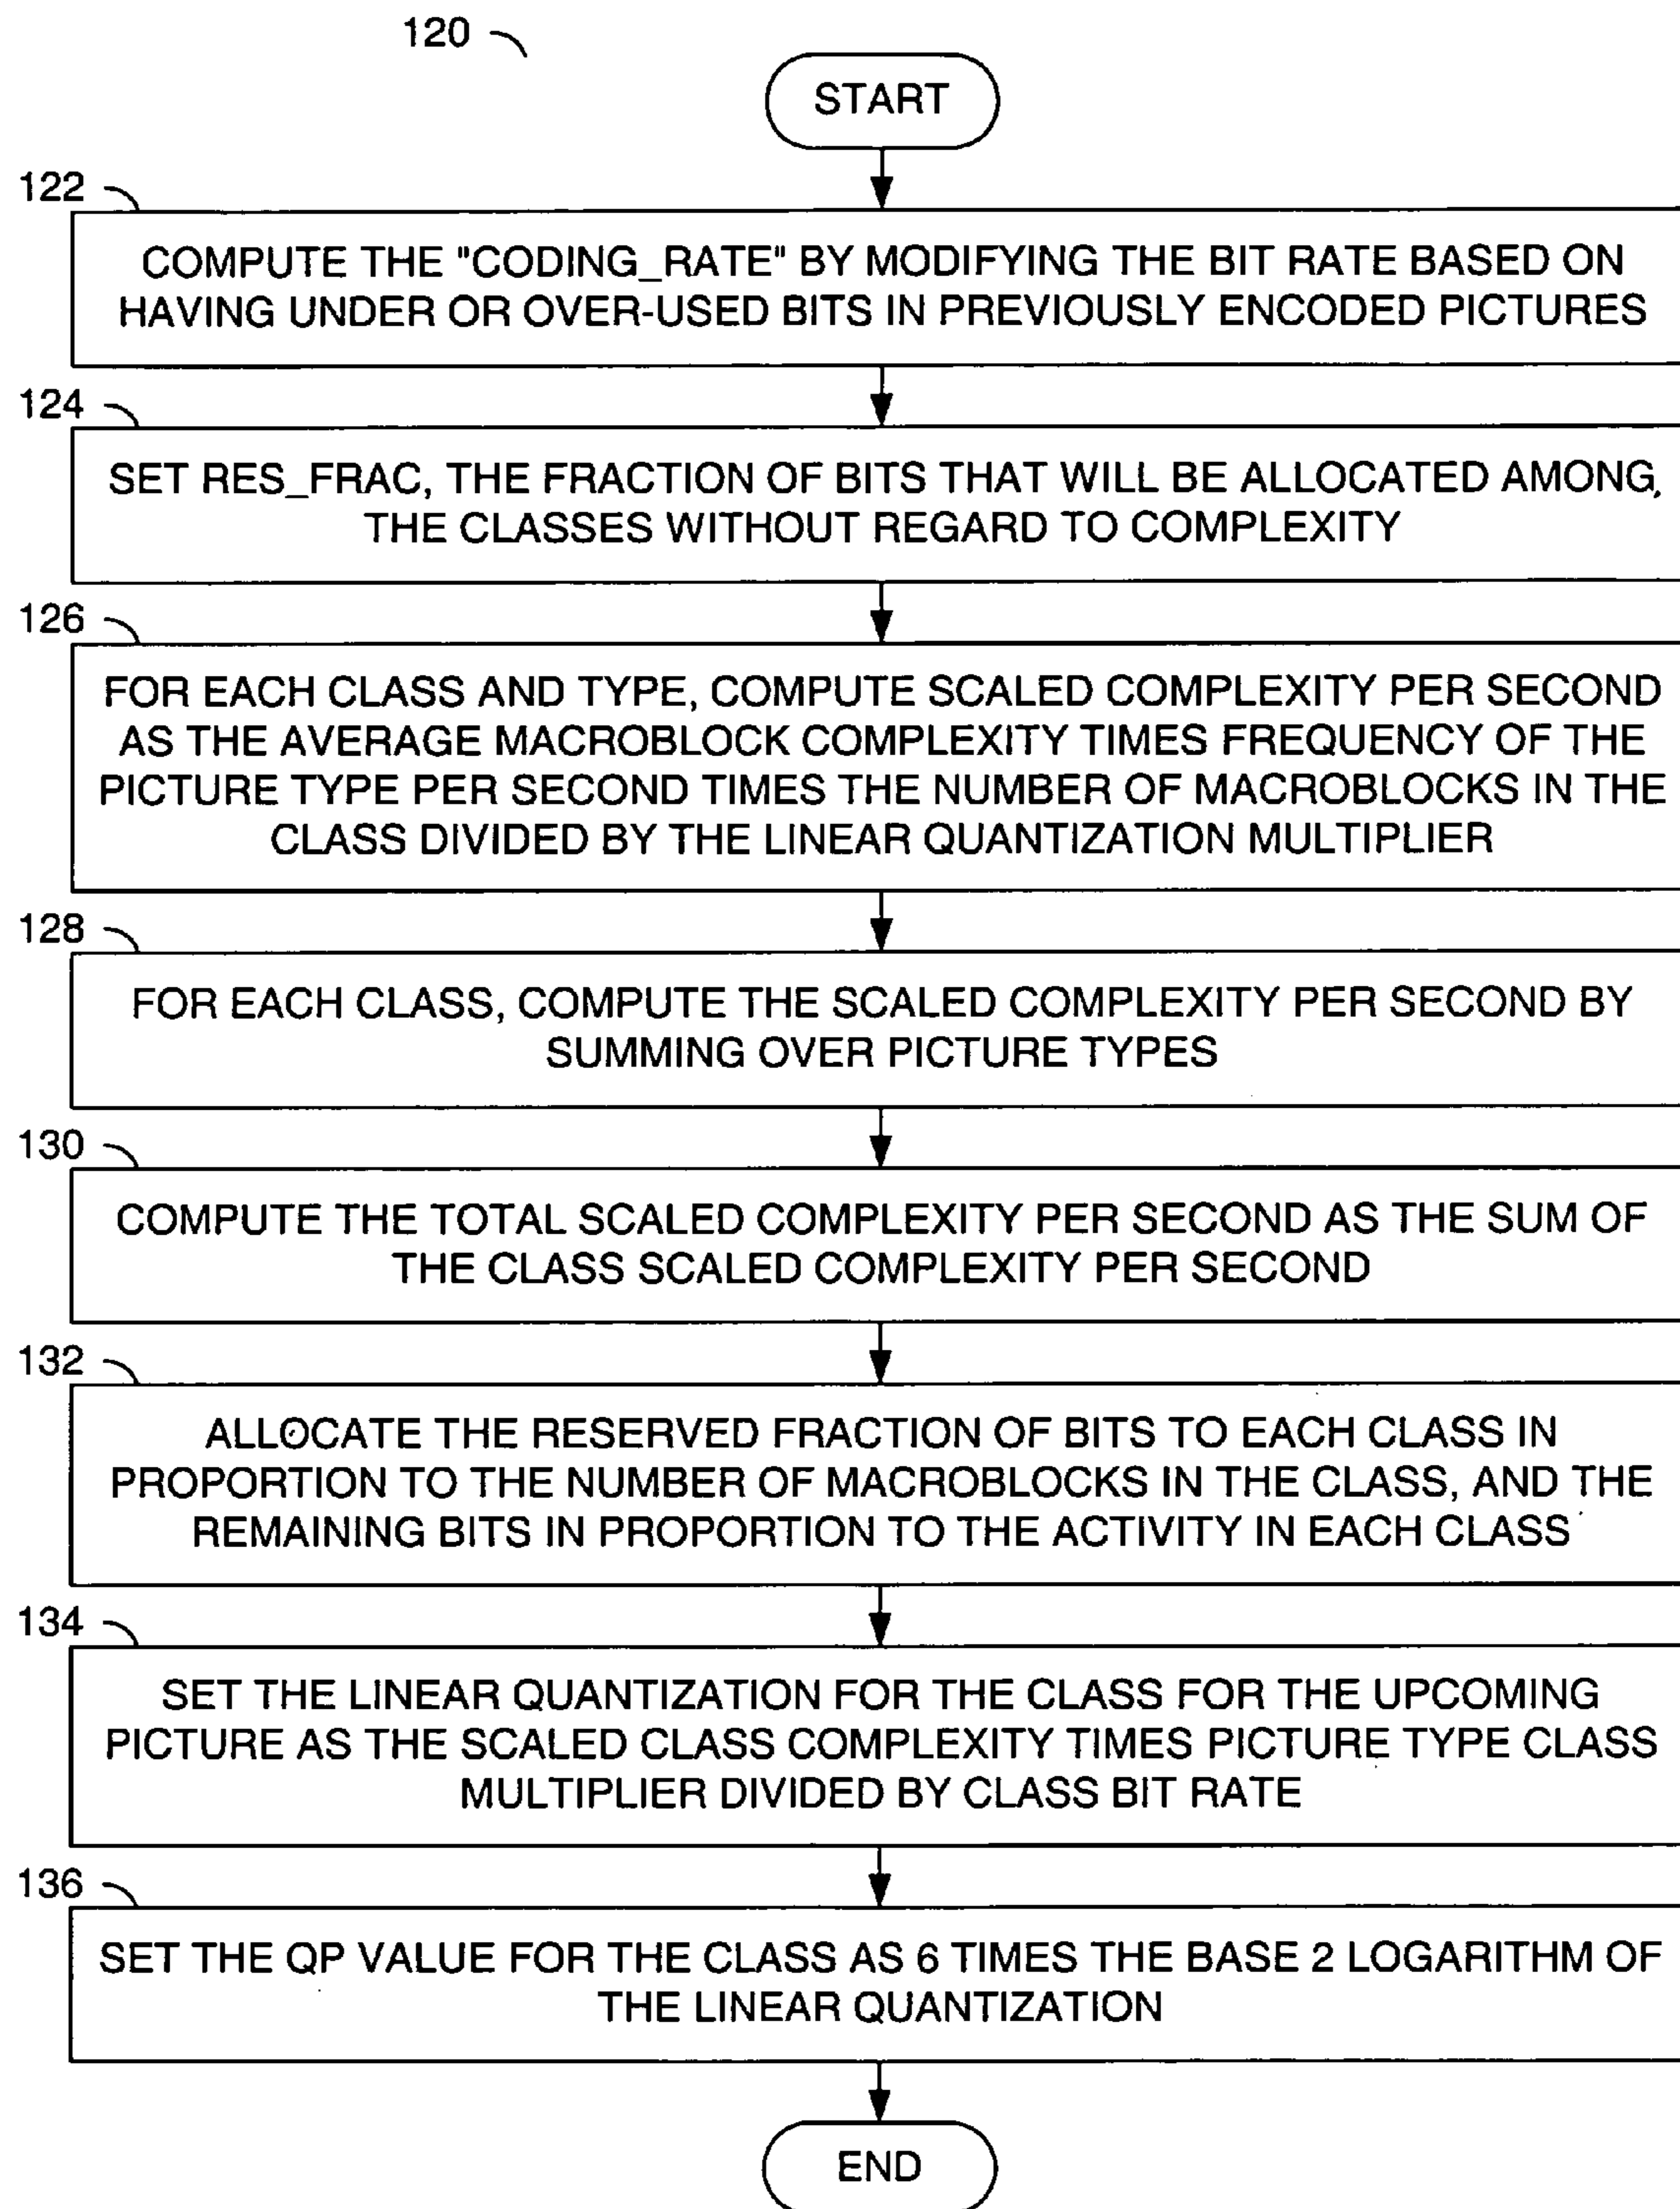 120
START
122
COMPUTE THE "CODING_RATE" BY MODIFYING THE BIT RATE BASED ON
HAVING UNDER OR OVER-USED BITS IN PREVIOUSLY ENCODED PICTURES
124
SET RES_FRAC, THE FRACTION OF BITS THAT WILL BE ALLOCATED AMONG,
THE CLASSES WITHOUT REGARD TO COMPLEXITY
126
FOR EACH CLASS AND TYPE, COMPUTE SCALED COMPLEXITY PER SECOND
AS THE AVERAGE MACROBLOCK COMPLEXITY TIMES FREQUENCY OF THE
PICTURE TYPE PER SECOND TIMES THE NUMBER OF MACROBLOCKS IN THE
CLASS DIVIDED BY THE LINEAR QUANTIZATION MULTIPLIER
128
FOR EACH CLASS, COMPUTE THE SCALED COMPLEXITY PER SECOND BY
SUMMING OVER PICTURE TYPES
130
COMPUTE THE TOTAL SCALED COMPLEXITY PER SECOND AS THE SUM OF
THE CLASS SCALED COMPLEXITY PER SECOND
132
ALLOCATE THE RESERVED FRACTION OF BITS TO EACH CLASS IN
PROPORTION TO THE NUMBER OF MACROBLOCKS IN THE CLASS, AND THE
REMAINING BITS IN PROPORTION TO THE ACTIVITY IN EACH CLASS
134
SET THE LINEAR QUANTIZATION FOR THE CLASS FOR THE UPCOMING
PICTURE AS THE SCALED CLASS COMPLEXITY TIMES PICTURE TYPE CLASS
MULTIPLIER DIVIDED BY CLASS BIT RATE
136
SET THE QP VALUE FOR THE CLASS AS 6 TIMES THE BASE 2 LOGARITHM OF
THE LINEAR QUANTIZATION
END